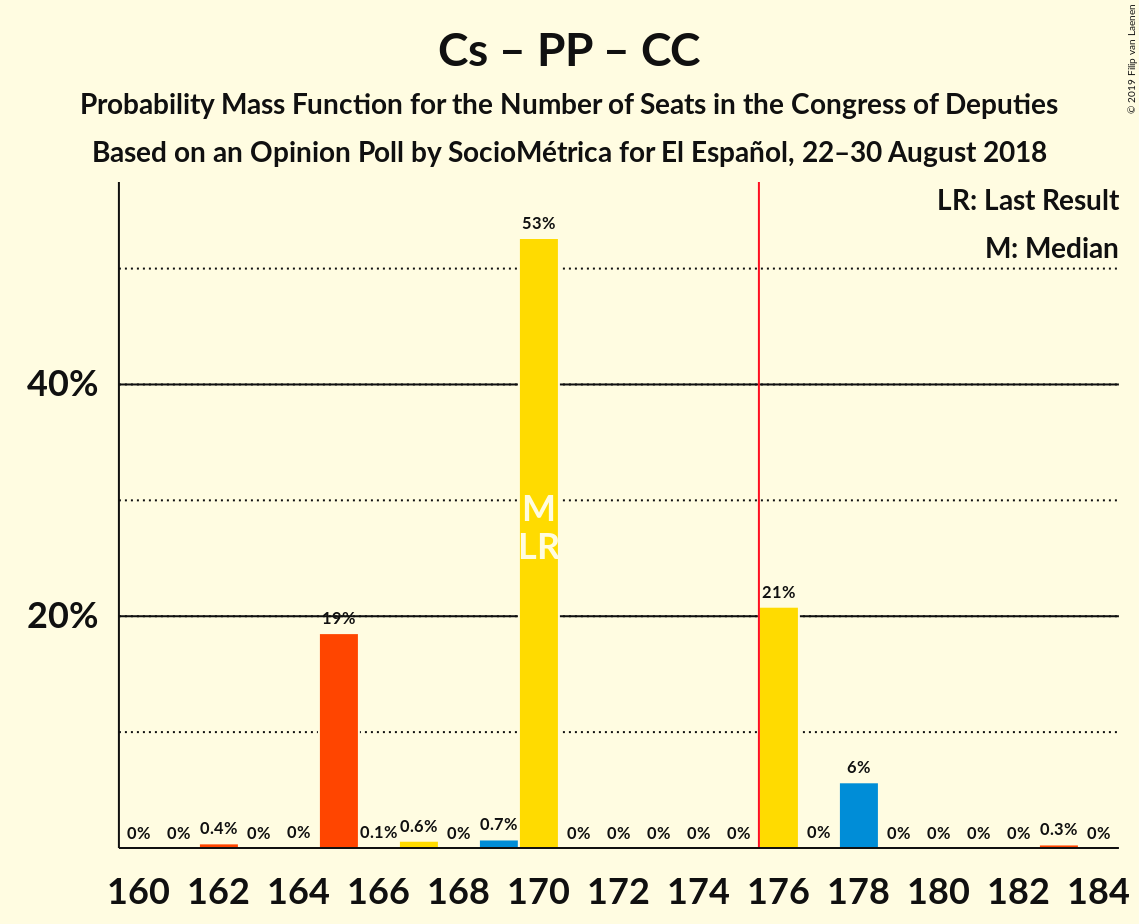 Cs – PP – CC
Probability Mass Function for the Number of Seats in the Congress of Deputies
Based on an Opinion Poll by SocioMétrica for El Español, 22–30 August 2018
© 2019 Filip van Laenen
LR: Last Result
M: Median
53%
40%
M
LR
21%
20%
19%
6%
0% 0% 0.4% 0% 0% 0.1% 0.6% 0% 0.7% 0% 0% 0% 0% 0% 0% 0% 0% 0% 0% 0.3% 0%
160 162 164 166 168 170 172 174 176 178 180 182 184